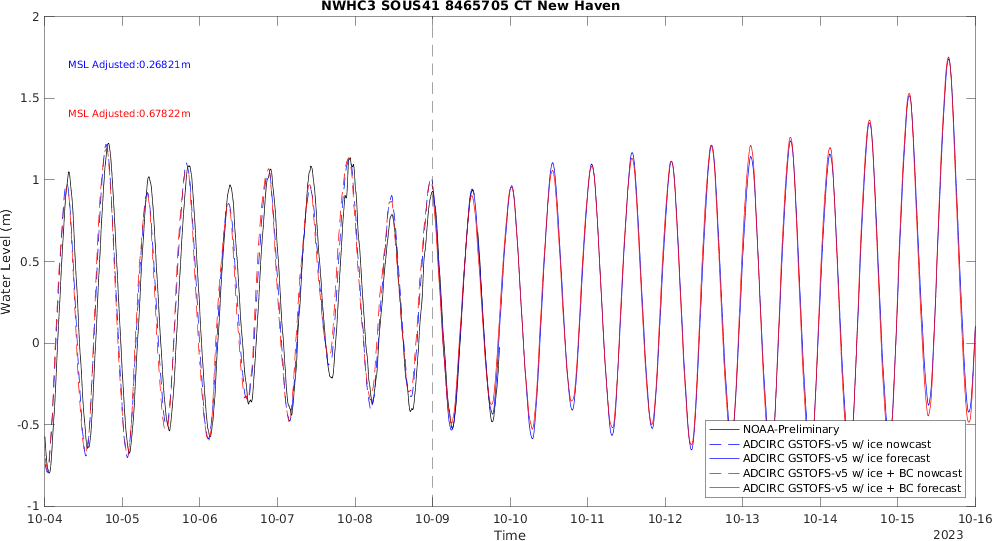 NWHC3 SOUS41 8465705 CT New Haven
MSL Adjusted:0.26821m
MSL Adjusted:0.67822m
Water Level (m)
2
1.5
1
0.5
0
-0.5
-1
NOAA-Preliminary
ADCIRC GSTOFS-v5 w/ ice nowcast
ADCIRC GSTOFS-v5 w/ ice forecast
ADCIRC GSTOFS-v5 w/ ice + BC nowcast
ADCIRC GSTOFS-v5 w/ ice + BC forecast
10-04 10-05 10-06 10-07 10-08 10-09 10-10 10-11 10-12 10-13 10-14 10-15 10-16
Time
2023